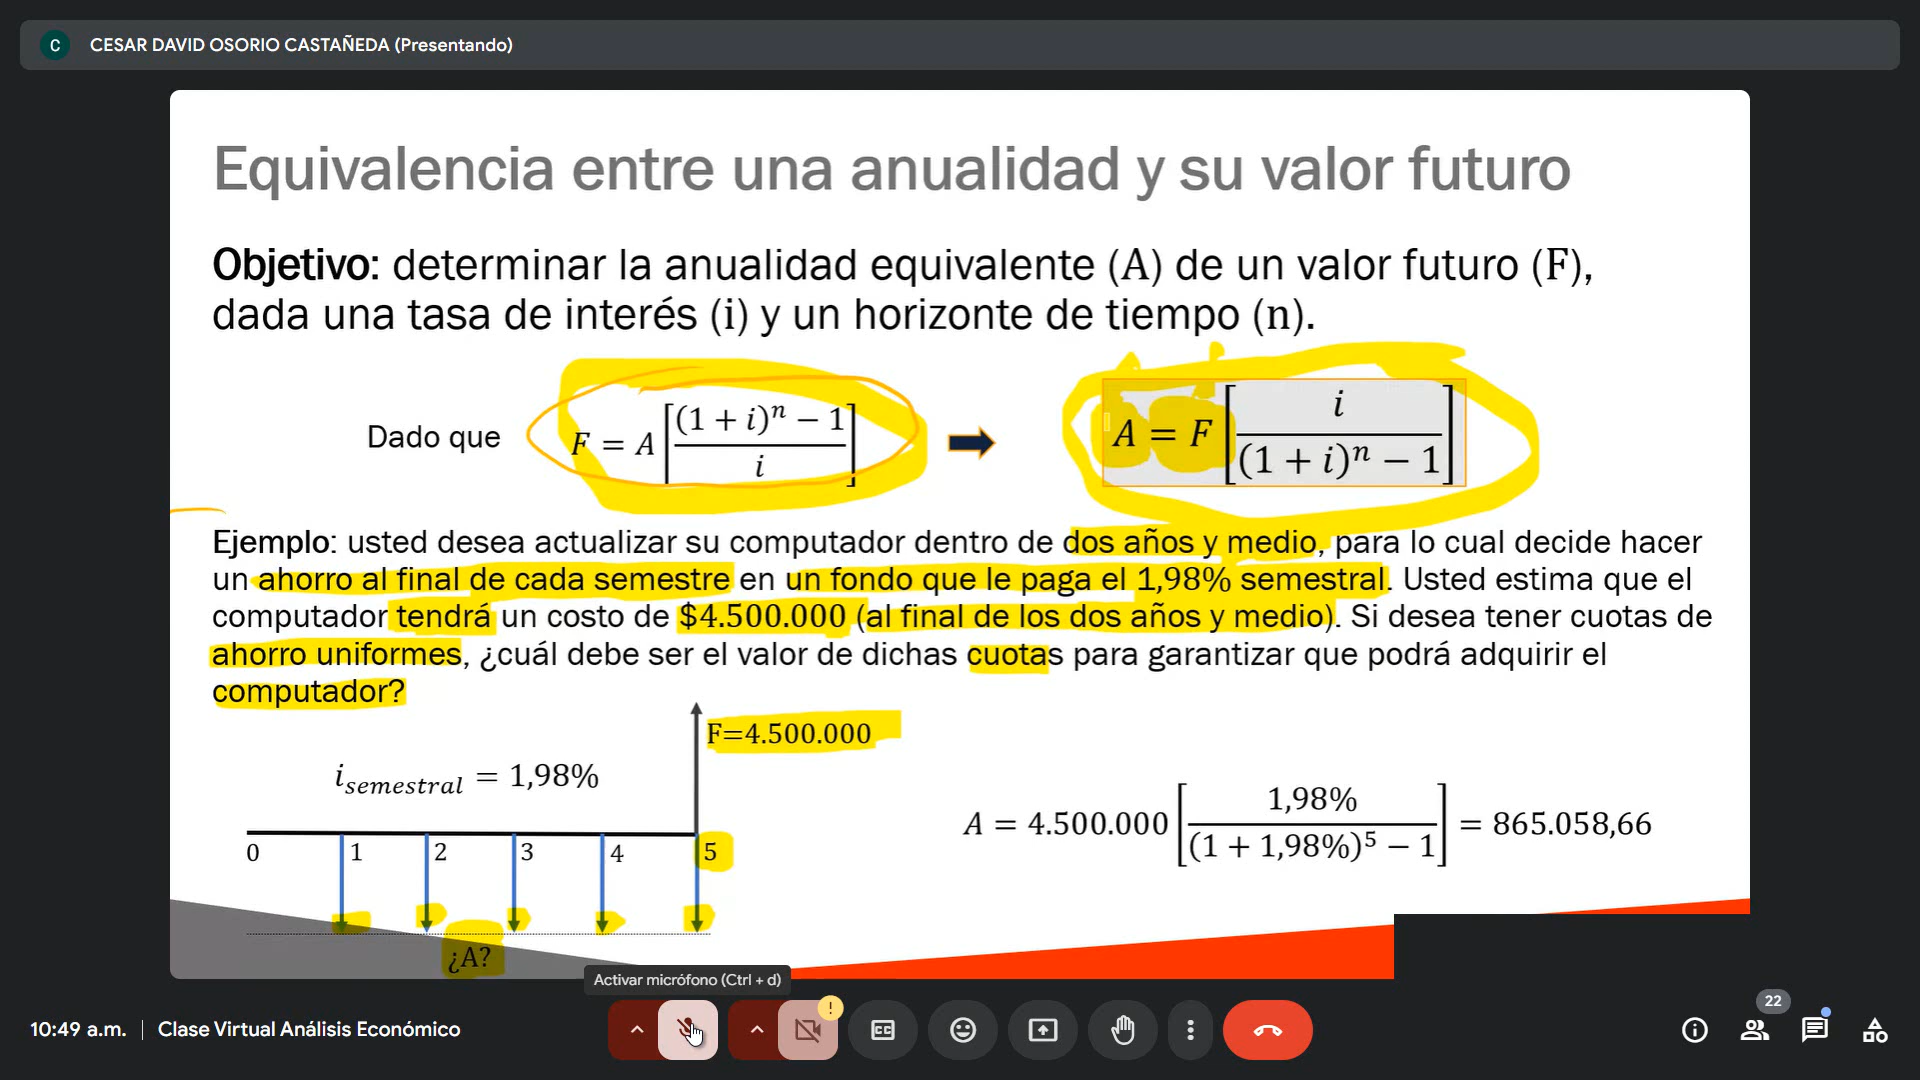 C CESAR DAVID OSORIO CASTAÑEDA (Presentando)
Equivalencia entre una anualidad y su valor futuro
Objetivo: determinar la anualidad equivalente (A) de un valor futuro (F),
dada una tasa de interés (i) y un horizonte de tiempo (n).
Dado que F = A [((1 + i)^n − 1) / i] A = F [i / ((1 + i)^n − 1)]
Ejemplo: usted desea actualizar su computador dentro de dos años y medio, para lo cual decide hacer
un ahorro al final de cada semestre en un fondo que le paga el 1,98% semestral. Usted estima que el
computador tendrá un costo de $4.500.000 (al final de los dos años y medio). Si desea tener cuotas de
ahorro uniformes, ¿cuál debe ser el valor de dichas cuotas para garantizar que podrá adquirir el
computador?
F=4.500.000
i_semestral = 1,98%
A = 4.500.000 [1,98% / ((1 + 1,98%)^5 − 1)] = 865.058,66
0 1 2 3 4 5
¿A?
Activar micrófono (Ctrl + d)
10:49 a.m. | Clase Virtual Análisis Económico
!
CC
22